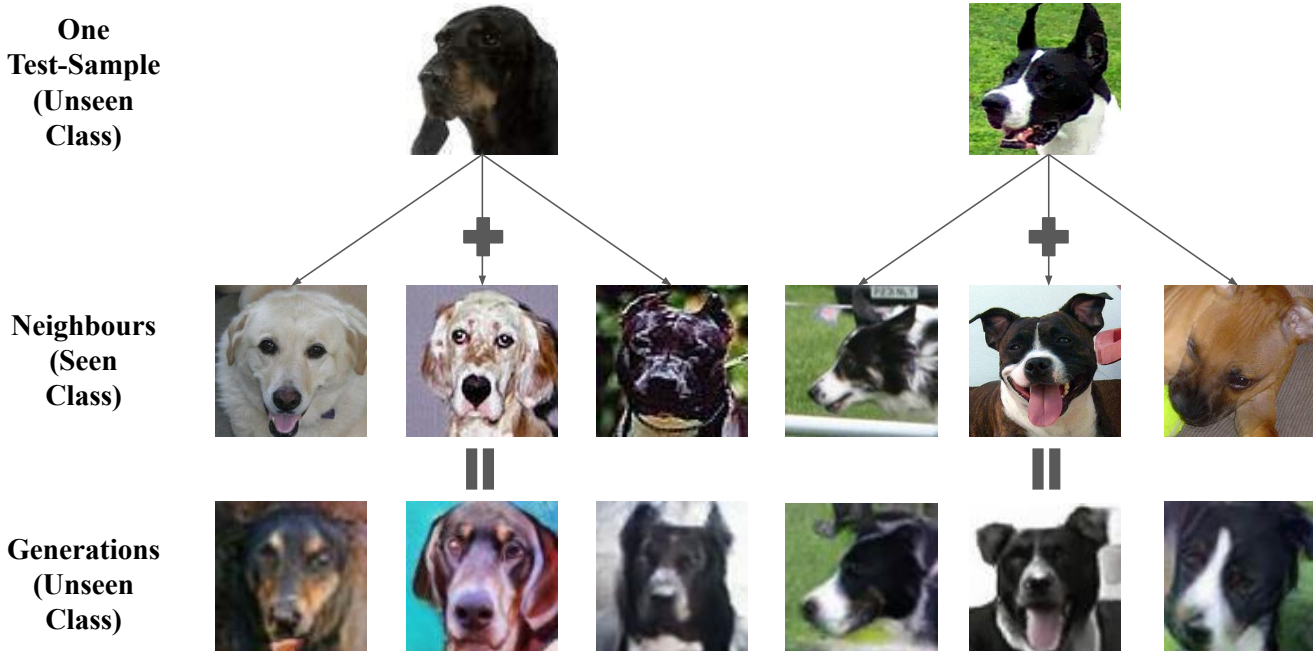 One
Test-Sample
(Unseen
Class)
Neighbours
(Seen
Class)
Generations
(Unseen
Class)